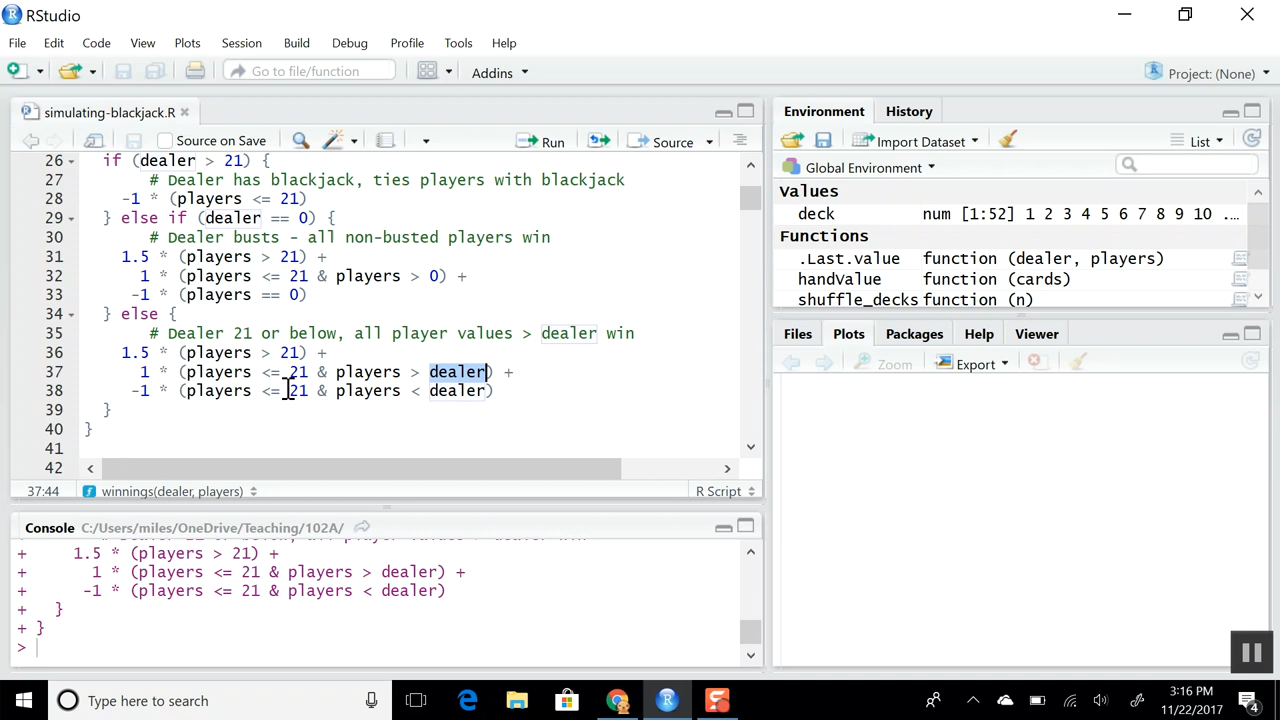 RStudio
File Edit Code View Plots Session Build Debug Profile Tools Help
Go to file/function Addins Project: (None)
simulating-blackjack.R
Source on Save Run Source
26 if (dealer > 21) {
27 # Dealer has blackjack, ties players with blackjack
28 -1 * (players <= 21)
29 } else if (dealer == 0) {
30 # Dealer busts - all non-busted players win
31 1.5 * (players > 21) +
32 1 * (players <= 21 & players > 0) +
33 -1 * (players == 0)
34 } else {
35 # Dealer 21 or below, all player values > dealer win
36 1.5 * (players > 21) +
37 1 * (players <= 21 & players > dealer) +
38 -1 * (players <= 21 & players < dealer)
39 }
40 }
41
42
37:44 winnings(dealer, players) R Script
Console C:/Users/miles/OneDrive/Teaching/102A/
+ 1.5 * (players > 21) +
+ 1 * (players <= 21 & players > dealer) +
+ -1 * (players <= 21 & players < dealer)
+ }
+ }
>
Environment History
Import Dataset List
Global Environment
Values
deck num [1:52] 1 2 3 4 5 6 7 8 9 10 ...
Functions
.Last.value function (dealer, players)
handValue function (cards)
shuffle_decks function (n)
Files Plots Packages Help Viewer
Zoom Export
Type here to search
3:16 PM
11/22/2017
4